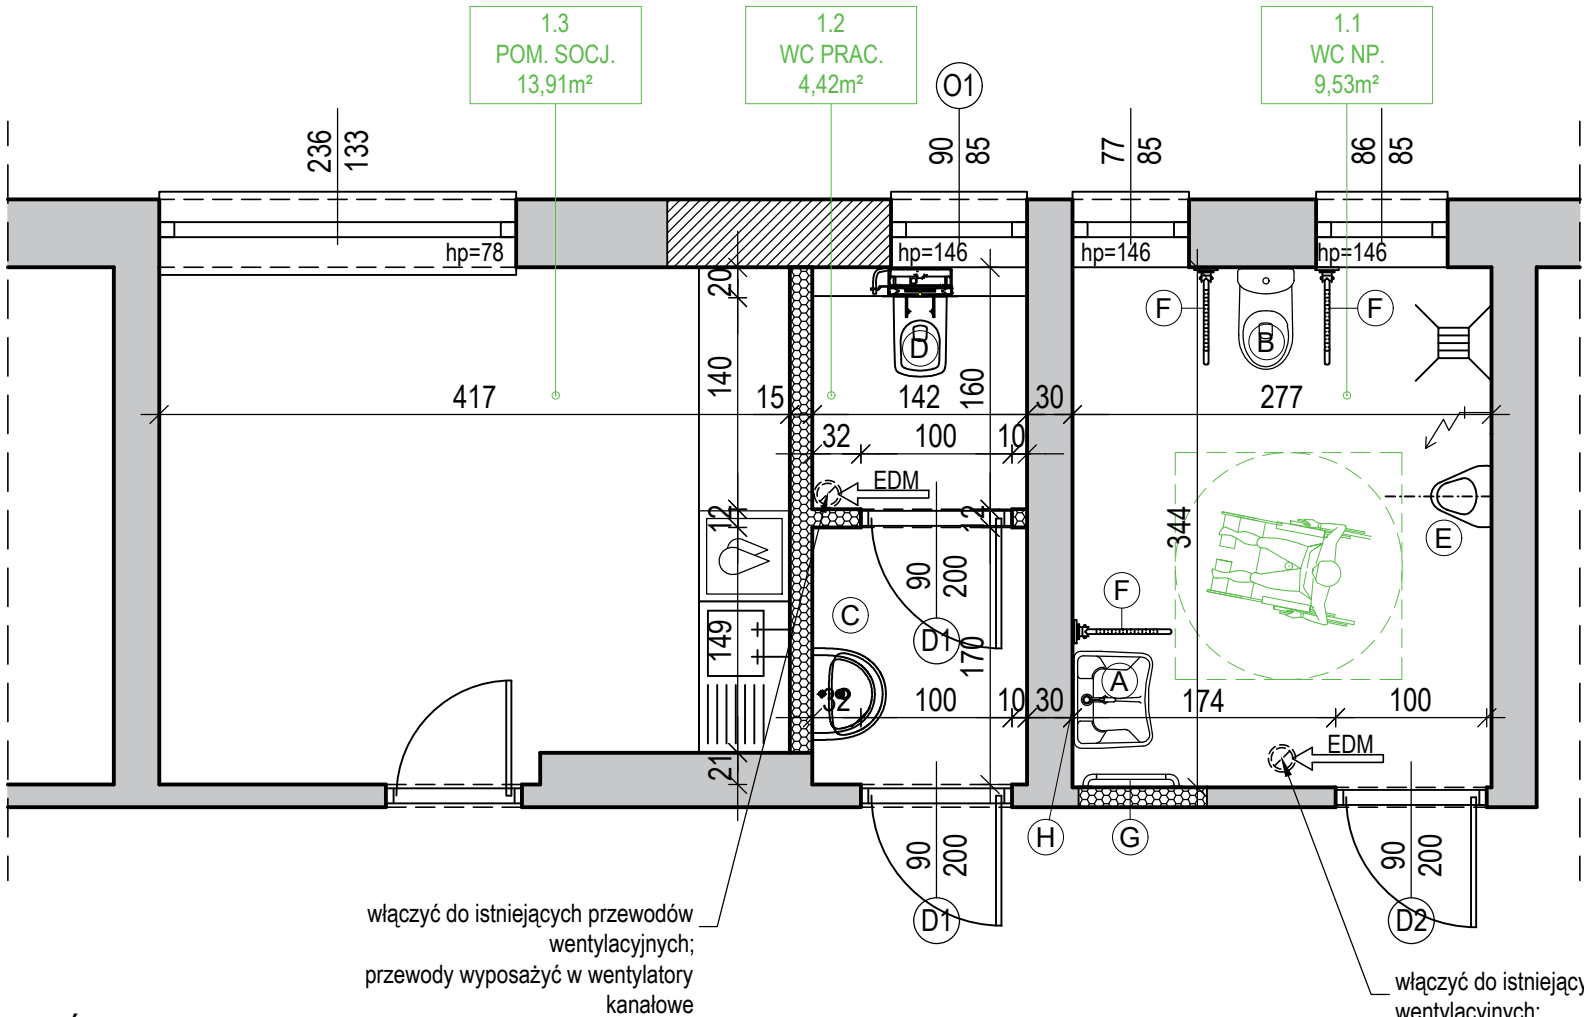 1.3
POM. SOCJ.
13,91m²
1.2
WC PRAC.
4,42m²
1.1
WC NP.
9,53m²
O1
236
133
90
85
77
85
86
85
hp=78
hp=146
hp=146
hp=146
20
F
F
D
B
140
160
417
15
142
30
277
32
100
10
EDM
12
12
344
E
90
200
F
C
149
D1
170
A
32
100
10
30
174
100
21
EDM
H
G
90
200
90
200
D1
D2
włączyć do istniejących przewodów
wentylacyjnych;
przewody wyposażyć w wentylatory
kanałowe
włączyć do istniejący
wentylacyjnych;